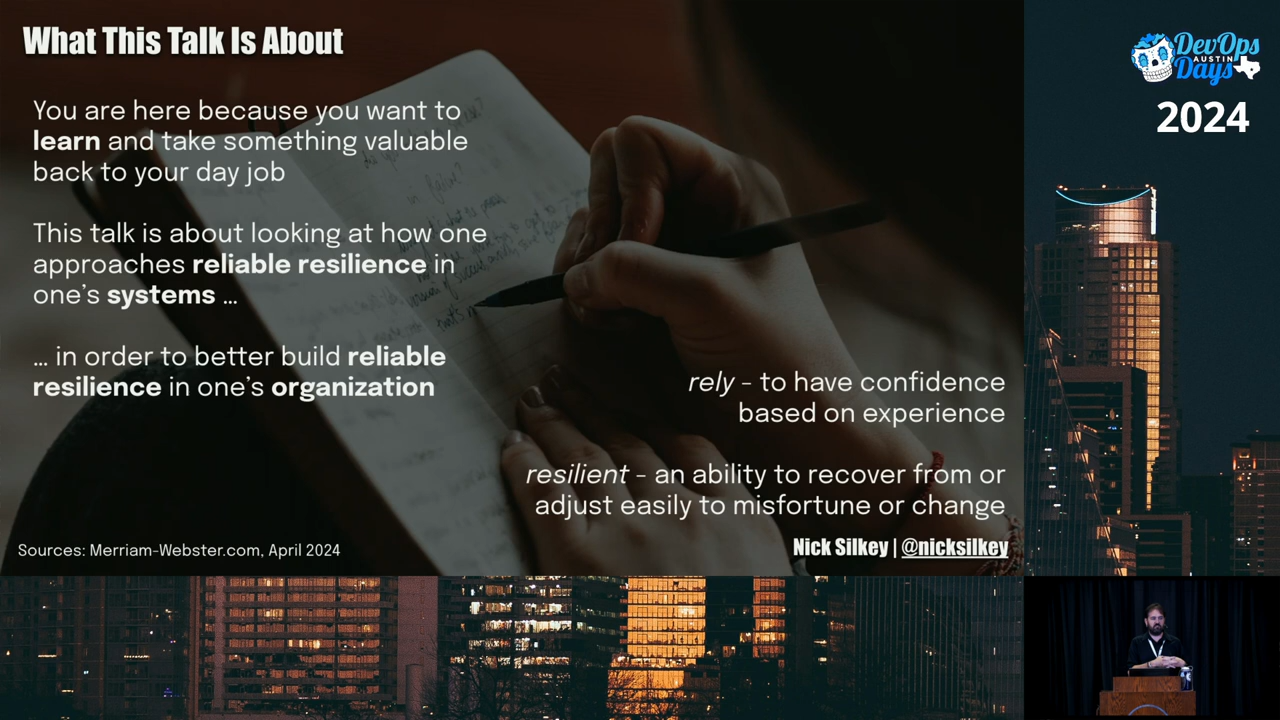 What This Talk Is About
You are here because you want to
learn and take something valuable
back to your day job
This talk is about looking at how one
approaches reliable resilience in
one's systems ...
... in order to better build reliable
resilience in one's organization
rely - to have confidence
based on experience
resilient - an ability to recover from or
adjust easily to misfortune or change
Sources: Merriam-Webster.com, April 2024
Nick Silkey | @nicksilkey
DevOps
AUSTIN
Days
2024